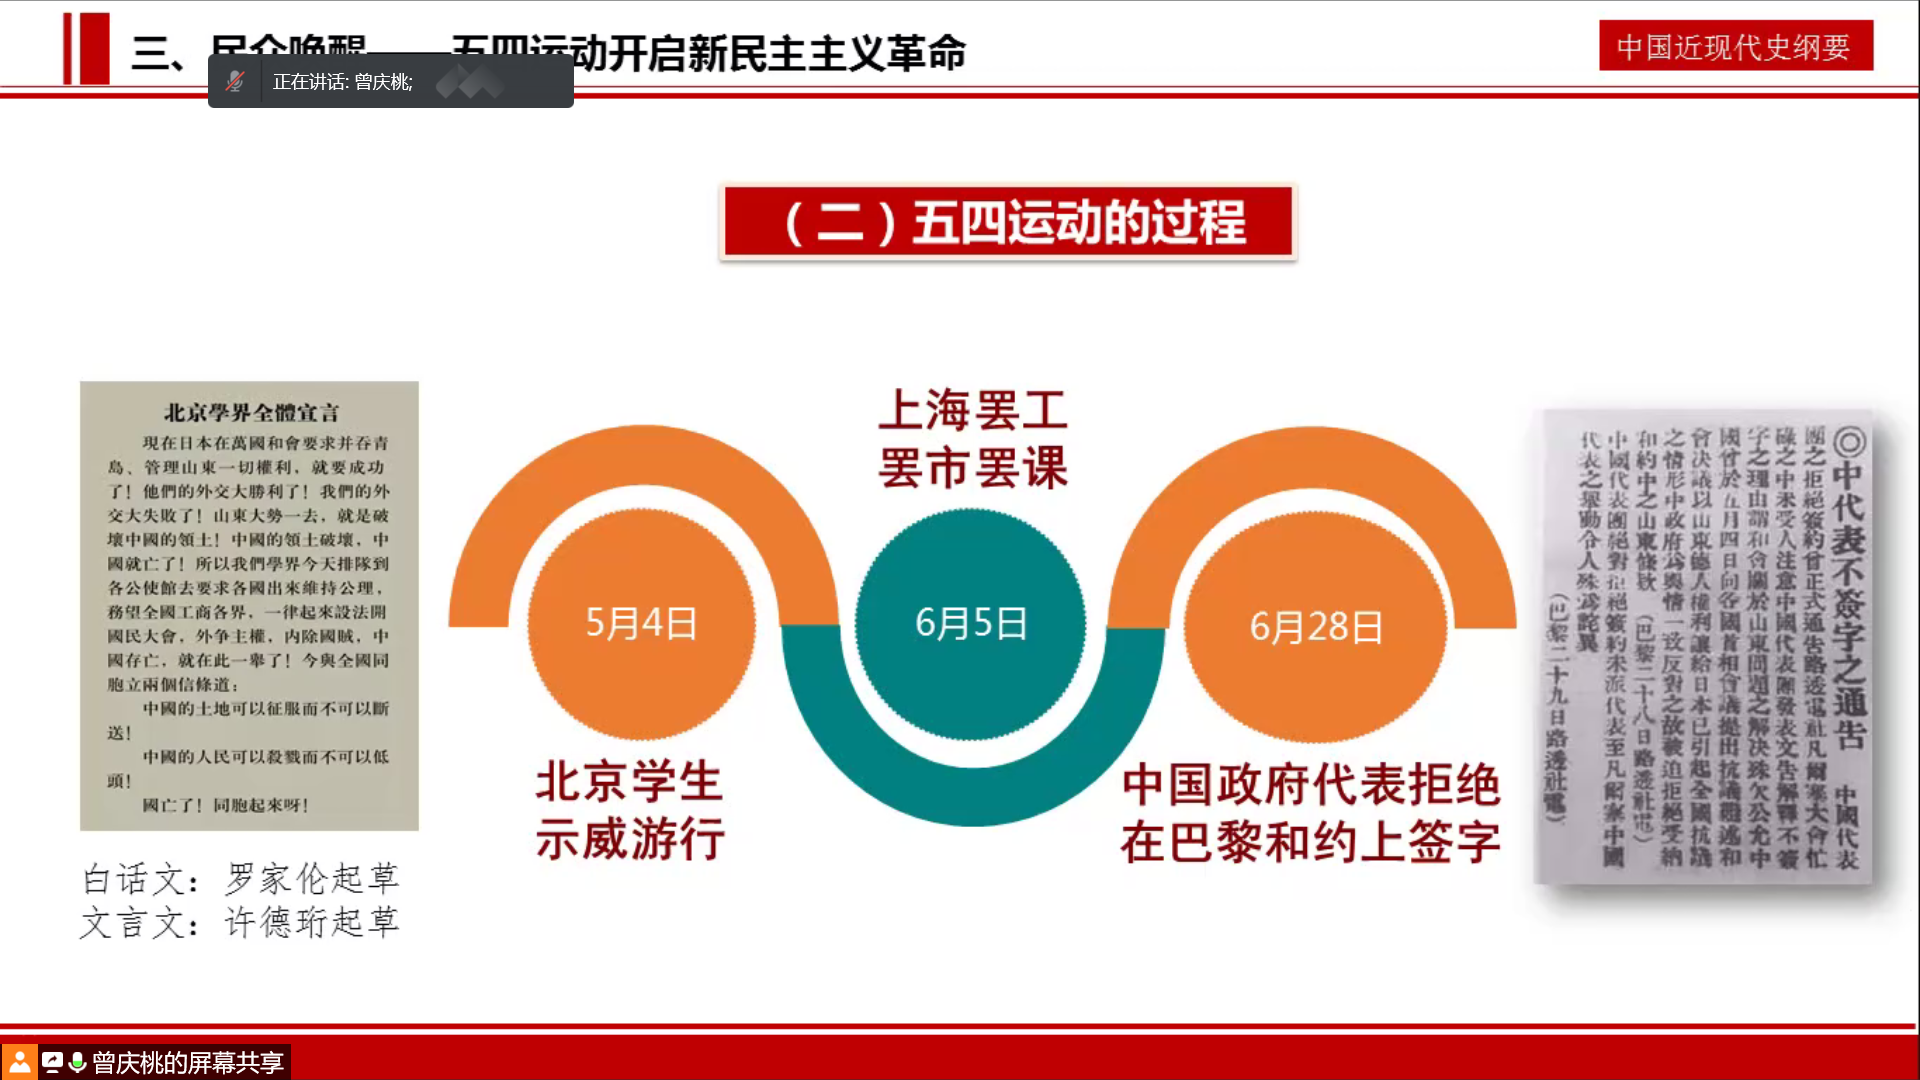 三、民众唤醒——五四运动开启新民主主义革命
中国近现代史纲要
正在讲话: 曾庆桃;
（二）五四运动的过程
北京學界全體宣言
現在日本在萬國和會要求并吞青
島、管理山東一切權利，就要成功
了！他們的外交大勝利了！我們的外
交大失敗了！山東大勢一去，就是破
壞中國的領土！中國的領土破壞，中
國就亡了！所以我們學界今天排隊到
各公使館去要求各國出來維持公理，
務望全國工商各界，一律起來設法開
國民大會，外爭主權，內除國賊，中
國存亡，就在此一舉了！今與全國同
胞立兩個信條道：
中國的土地可以征服而不可以斷
送！
中國的人民可以殺戮而不可以低
頭！
國亡了！同胞起來呀！
白话文：罗家伦起草
文言文：许德珩起草
5月4日
北京学生
示威游行
上海罢工
罢市罢课
6月5日
6月28日
中国政府代表拒绝
在巴黎和约上签字
◎中代表不簽字之通告 中國代表
團之拒絕簽約曾正式通告路透電社凡爾塞大會忙
碌之中未受人注意中國代表團發表文告解釋不簽
字之理由謂和會關於山東問題之解決殊欠公允中
國曾於五月四日向各國首相會議提出抗議
會決議以山東德人權利讓給日本已引起全國抗議
之情形中政府爲輿情一致反對之故被迫拒絕受納
和約中之山東條款（巴黎二十八日路透社電）
中國代表團絕對拒絕簽約未派代表至凡爾塞中國
代表之舉動令人殊爲詫異
（巴黎二十九日路透社電）
曾庆桃的屏幕共享